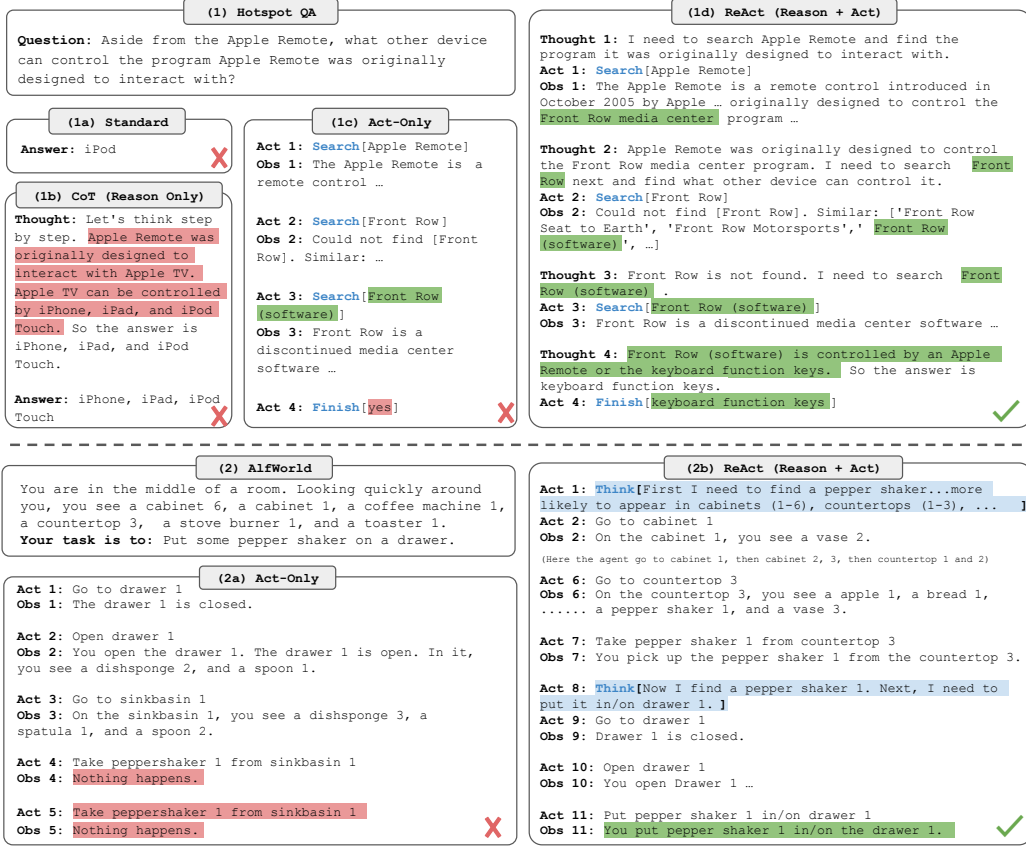 (1) Hotspot QA
Question: Aside from the Apple Remote, what other device
can control the program Apple Remote was originally
designed to interact with?
(1a) Standard
Answer: iPod
(1b) CoT (Reason Only)
Thought: Let's think step
by step. Apple Remote was
originally designed to
interact with Apple TV.
Apple TV can be controlled
by iPhone, iPad, and iPod
Touch. So the answer is
iPhone, iPad, and iPod
Touch.
Answer: iPhone, iPad, iPod
Touch
(1c) Act-Only
Act 1: Search[Apple Remote]
Obs 1: The Apple Remote is a
remote control …
Act 2: Search[Front Row]
Obs 2: Could not find [Front
Row]. Similar: …
Act 3: Search[Front Row
(software)]
Obs 3: Front Row is a
discontinued media center
software …
Act 4: Finish[yes]
(1d) ReAct (Reason + Act)
Thought 1: I need to search Apple Remote and find the
program it was originally designed to interact with.
Act 1: Search[Apple Remote]
Obs 1: The Apple Remote is a remote control introduced in
October 2005 by Apple … originally designed to control the
Front Row media center program …
Thought 2: Apple Remote was originally designed to control
the Front Row media center program. I need to search Front
Row next and find what other device can control it.
Act 2: Search[Front Row]
Obs 2: Could not find [Front Row]. Similar: ['Front Row
Seat to Earth', 'Front Row Motorsports',' Front Row
(software)', …]
Thought 3: Front Row is not found. I need to search Front
Row (software) .
Act 3: Search[Front Row (software)]
Obs 3: Front Row is a discontinued media center software …
Thought 4: Front Row (software) is controlled by an Apple
Remote or the keyboard function keys. So the answer is
keyboard function keys.
Act 4: Finish[keyboard function keys]
(2) AlfWorld
You are in the middle of a room. Looking quickly around
you, you see a cabinet 6, a cabinet 1, a coffee machine 1,
a countertop 3, a stove burner 1, and a toaster 1.
Your task is to: Put some pepper shaker on a drawer.
(2a) Act-Only
Act 1: Go to drawer 1
Obs 1: The drawer 1 is closed.
Act 2: Open drawer 1
Obs 2: You open the drawer 1. The drawer 1 is open. In it,
you see a dishsponge 2, and a spoon 1.
Act 3: Go to sinkbasin 1
Obs 3: On the sinkbasin 1, you see a dishsponge 3, a
spatula 1, and a spoon 2.
Act 4: Take peppershaker 1 from sinkbasin 1
Obs 4: Nothing happens.
Act 5: Take peppershaker 1 from sinkbasin 1
Obs 5: Nothing happens.
(2b) ReAct (Reason + Act)
Act 1: Think[First I need to find a pepper shaker...more
likely to appear in cabinets (1-6), countertops (1-3), ... ]
Act 2: Go to cabinet 1
Obs 2: On the cabinet 1, you see a vase 2.
(Here the agent go to cabinet 1, then cabinet 2, 3, then countertop 1 and 2)
Act 6: Go to countertop 3
Obs 6: On the countertop 3, you see a apple 1, a bread 1,
...... a pepper shaker 1, and a vase 3.
Act 7: Take pepper shaker 1 from countertop 3
Obs 7: You pick up the pepper shaker 1 from the countertop 3.
Act 8: Think[Now I find a pepper shaker 1. Next, I need to
put it in/on drawer 1. ]
Act 9: Go to drawer 1
Obs 9: Drawer 1 is closed.
Act 10: Open drawer 1
Obs 10: You open Drawer 1 …
Act 11: Put pepper shaker 1 in/on drawer 1
Obs 11: You put pepper shaker 1 in/on the drawer 1.